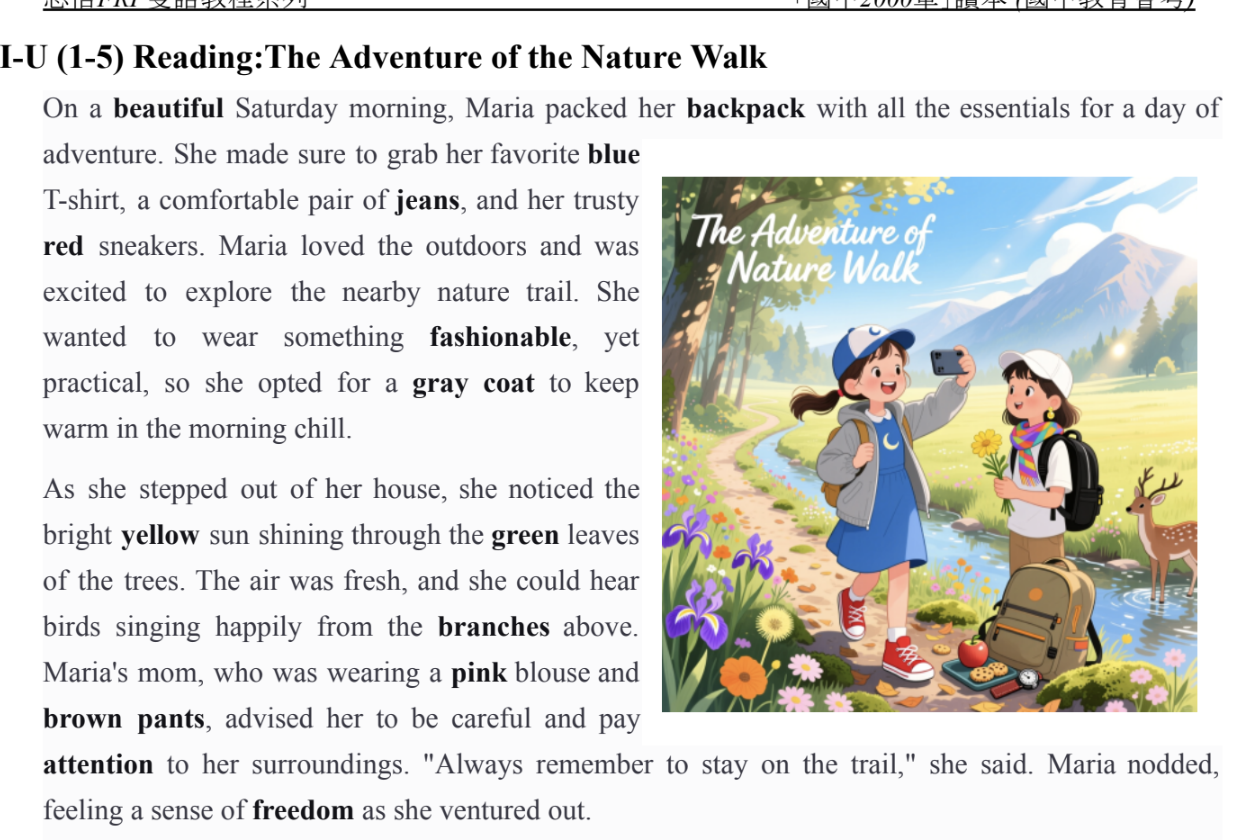 I-U (1-5) Reading:The Adventure of the Nature Walk
On a beautiful Saturday morning, Maria packed her backpack with all the essentials for a day of
adventure. She made sure to grab her favorite blue
T-shirt, a comfortable pair of jeans, and her trusty
red sneakers. Maria loved the outdoors and was
excited to explore the nearby nature trail. She
wanted to wear something fashionable, yet
practical, so she opted for a gray coat to keep
warm in the morning chill.
The Adventure of
Nature Walk
As she stepped out of her house, she noticed the
bright yellow sun shining through the green leaves
of the trees. The air was fresh, and she could hear
birds singing happily from the branches above.
Maria's mom, who was wearing a pink blouse and
brown pants, advised her to be careful and pay
attention to her surroundings. "Always remember to stay on the trail," she said. Maria nodded,
feeling a sense of freedom as she ventured out.